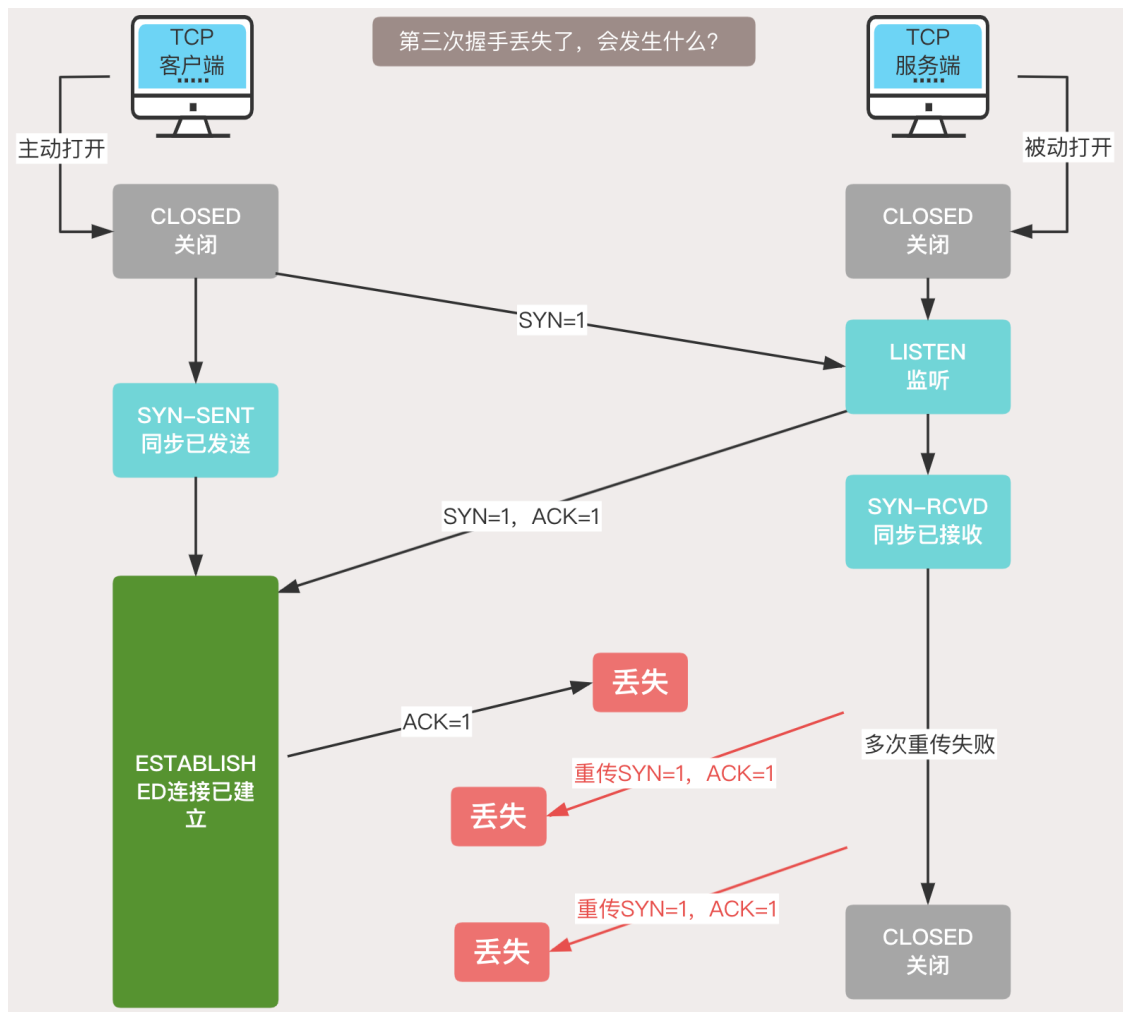 第三次握手丢失了，会发生什么？
TCP
客户端
TCP
服务端
主动打开
被动打开
CLOSED
关闭
CLOSED
关闭
SYN=1
LISTEN
监听
SYN-SENT
同步已发送
SYN=1，ACK=1
SYN-RCVD
同步已接收
丢失
ACK=1
多次重传失败
重传SYN=1，ACK=1
ESTABLISH
ED连接已建
立
丢失
重传SYN=1，ACK=1
丢失
CLOSED
关闭